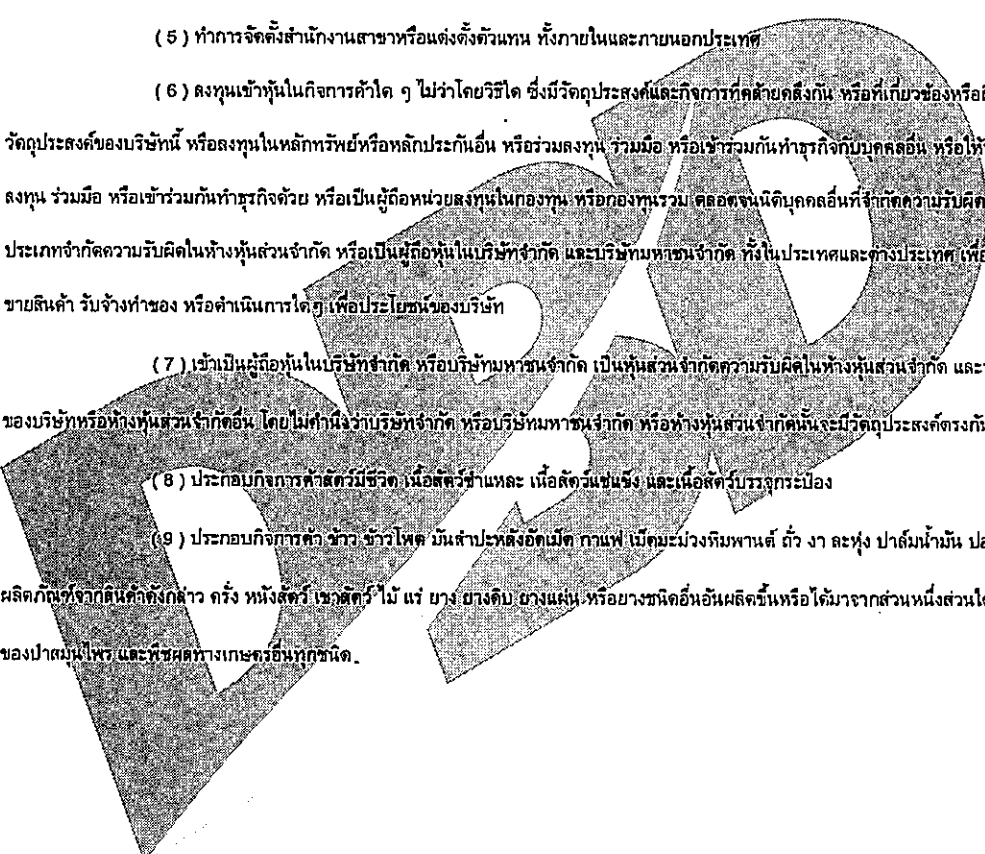 ( 5 ) ทำการจัดตั้งสำนักงานสาขาหรือแต่งตั้งตัวแทน ทั้งภายในและภายนอกประเทศ
( 6 ) ลงทุนเข้าหุ้นในกิจการค้าใด ๆ ไม่ว่าโดยวิธีใด ซึ่งมีวัตถุประสงค์และกิจการที่คล้ายคลึงกัน หรือที่เกี่ยวข้องหรือ
วัตถุประสงค์ของบริษัทนี้ หรือลงทุนในหลักทรัพย์หรือหลักประกันอื่น หรือร่วมลงทุน ร่วมมือ หรือเข้าร่วมกันทำธุรกิจกับบุคคลอื่น หรือให้
ลงทุน ร่วมมือ หรือเข้าร่วมกันทำธุรกิจด้วย หรือเป็นผู้ถือหน่วยลงทุนในกองทุน หรือกองทุนรวม ตลอดจนนิติบุคคลอื่นที่จำกัดความรับผิด
ประเภทจำกัดความรับผิดในห้างหุ้นส่วนจำกัด หรือเป็นผู้ถือหุ้นในบริษัทจำกัด และบริษัทมหาชนจำกัด ทั้งในประเทศและต่างประเทศ
ขายสินค้า รับจ้างทำของ หรือดำเนินการใดๆ เพื่อประโยชน์ของบริษัท
( 7 ) เข้าเป็นผู้ถือหุ้นในบริษัทจำกัด หรือบริษัทมหาชนจำกัด เป็นหุ้นส่วนจำกัดความรับผิดในห้างหุ้นส่วนจำกัด และ
ของบริษัทหรือห้างหุ้นส่วนจำกัดอื่น โดยไม่คำนึงว่าบริษัทจำกัด หรือบริษัทมหาชนจำกัด หรือห้างหุ้นส่วนจำกัดนั้นจะมีวัตถุประสงค์ตรงกัน
( 8 ) ประกอบกิจการค้าสัตว์มีชีวิต เนื้อสัตว์ชำแหละ เนื้อสัตว์แช่แข็ง และเนื้อสัตว์บรรจุกระป๋อง
( 9 ) ประกอบกิจการค้า ข้าว ข้าวโพด มันสำปะหลังอัดเม็ด กาแฟ เม็ดมะม่วงหิมพานต์ ถั่ว งา ละหุ่ง ปาล์มน้ำมัน
ผลิตภัณฑ์จากสินค้าดังกล่าว ครั่ง หนังสัตว์ เขาสัตว์ ไม้ แร่ ยาง ยางดิบ ยางแผ่น หรือยางชนิดอื่นอันผลิตขึ้นหรือได้มาจากส่วนหนึ่งส่วนใด
ของป่าสมุนไพร และพืชผลทางเกษตรอื่นทุกชนิด
DBD